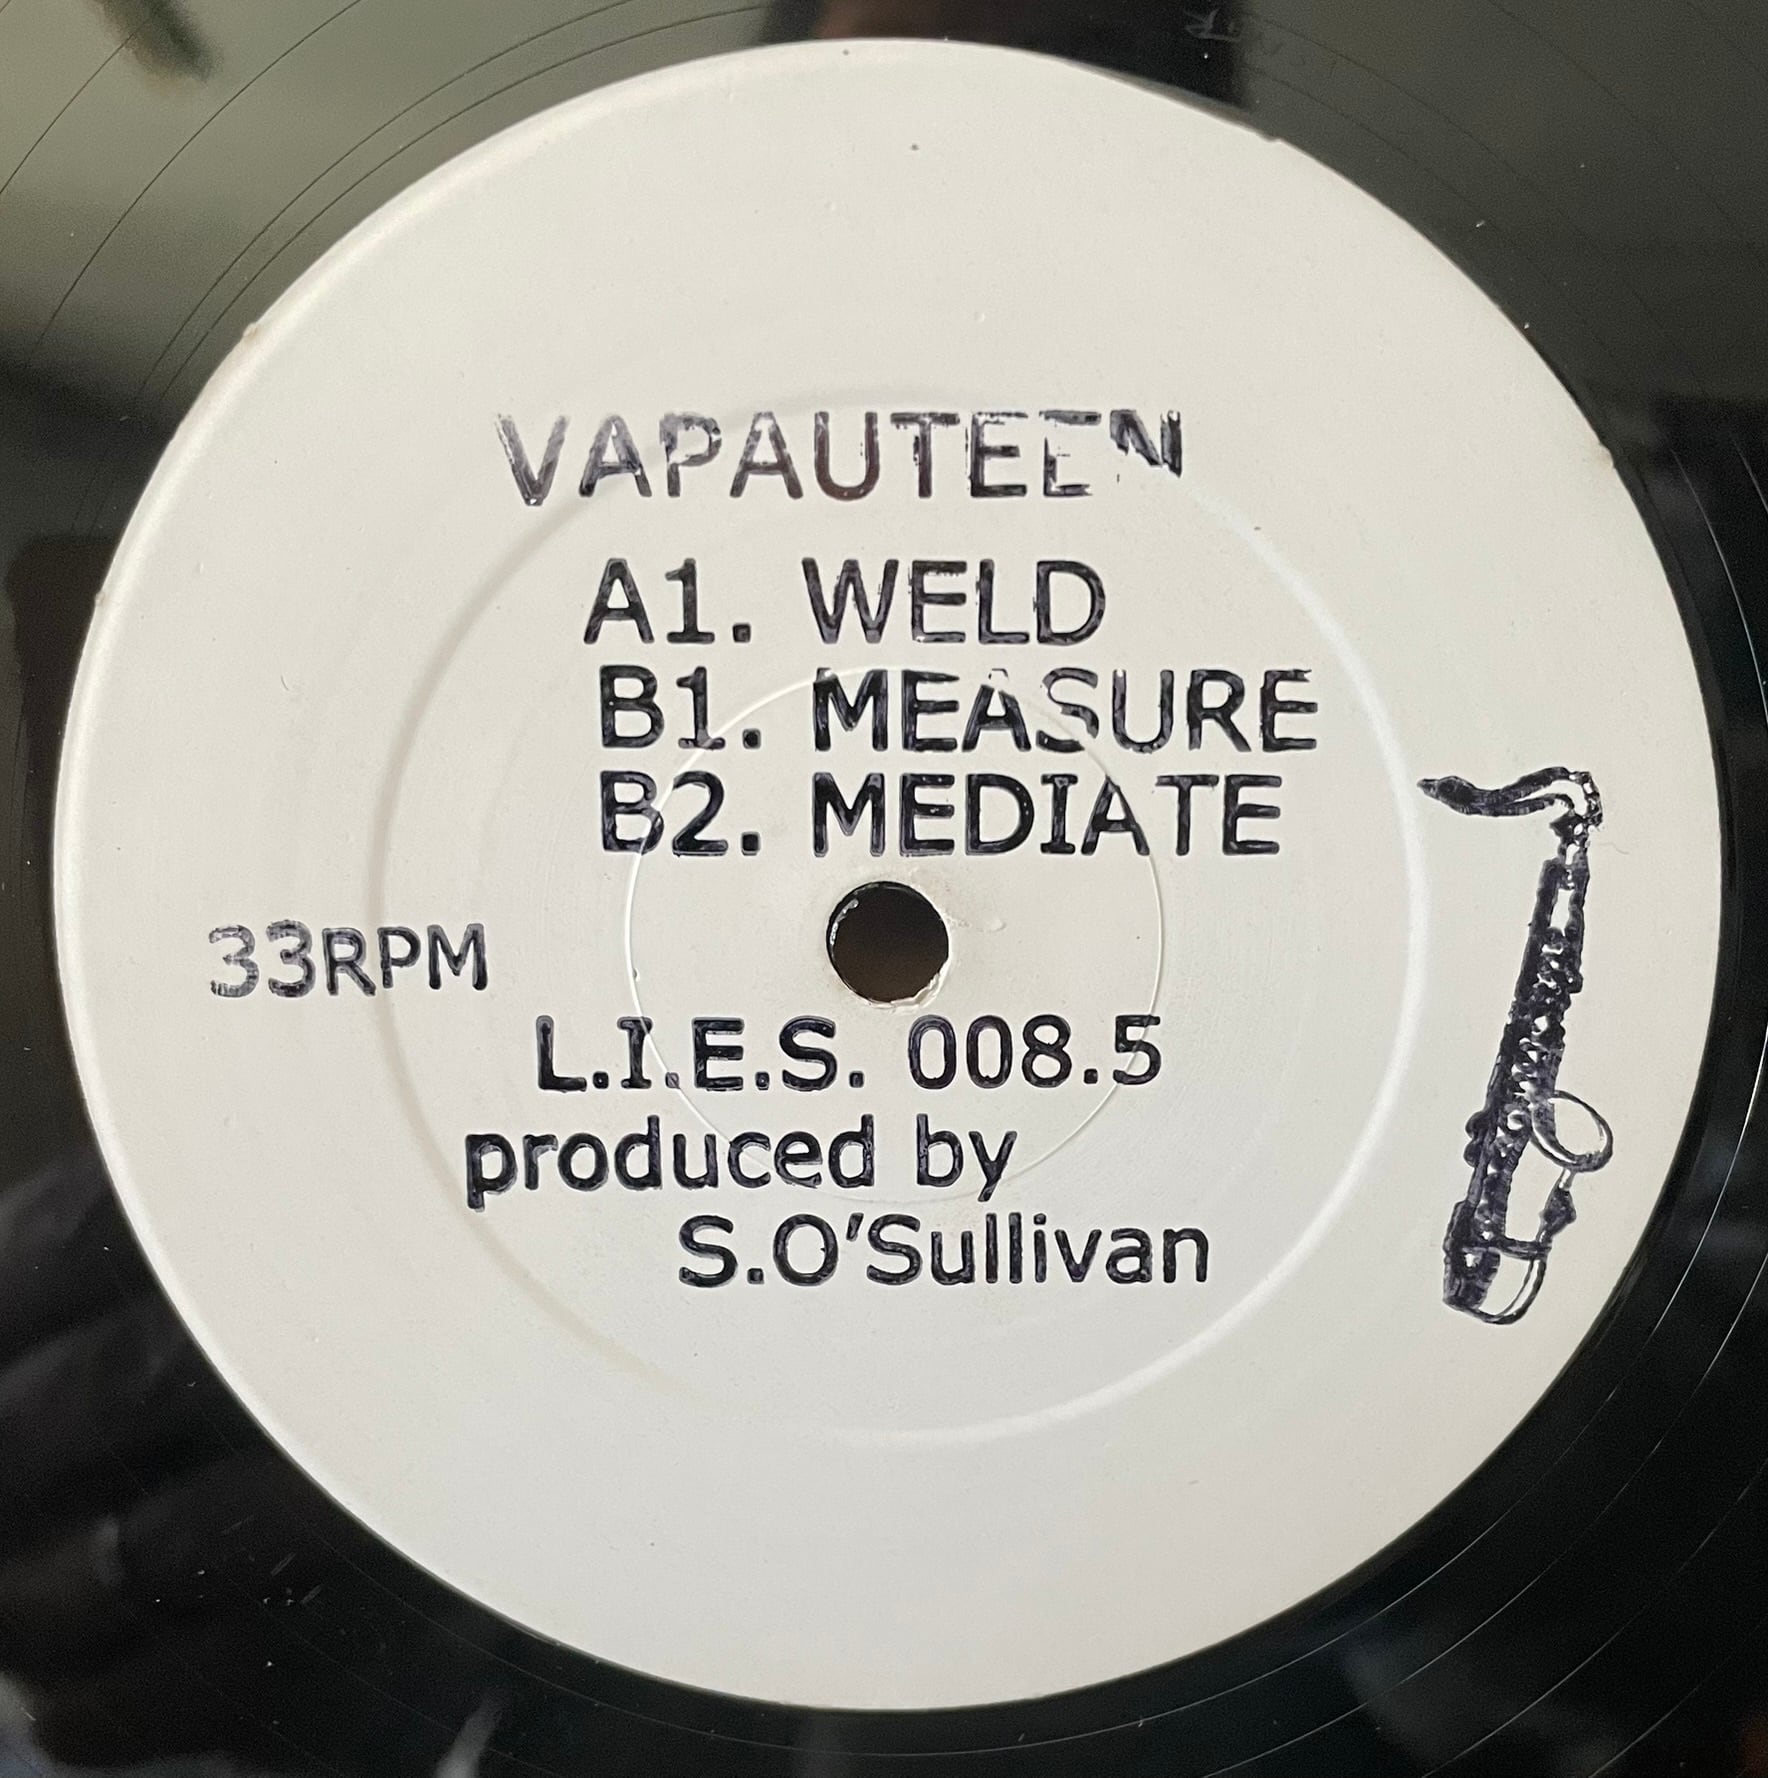 VAPAUTEEN
A1. WELD
B1. MEASURE
B2. MEDIATE
33RPM
L.I.E.S. 008.5
produced by
S.O'Sullivan